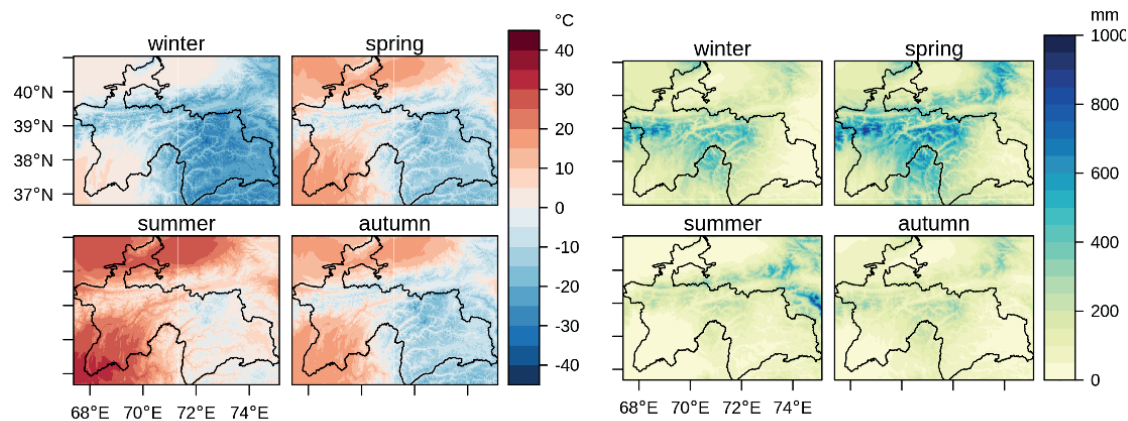 °C
winter
spring
40
30
20
10
0
-10
-20
-30
-40
40°N
39°N
38°N
37°N
summer
autumn
68°E 70°E 72°E 74°E
mm
winter
spring
1000
800
600
400
200
0
summer
autumn
68°E 70°E 72°E 74°E